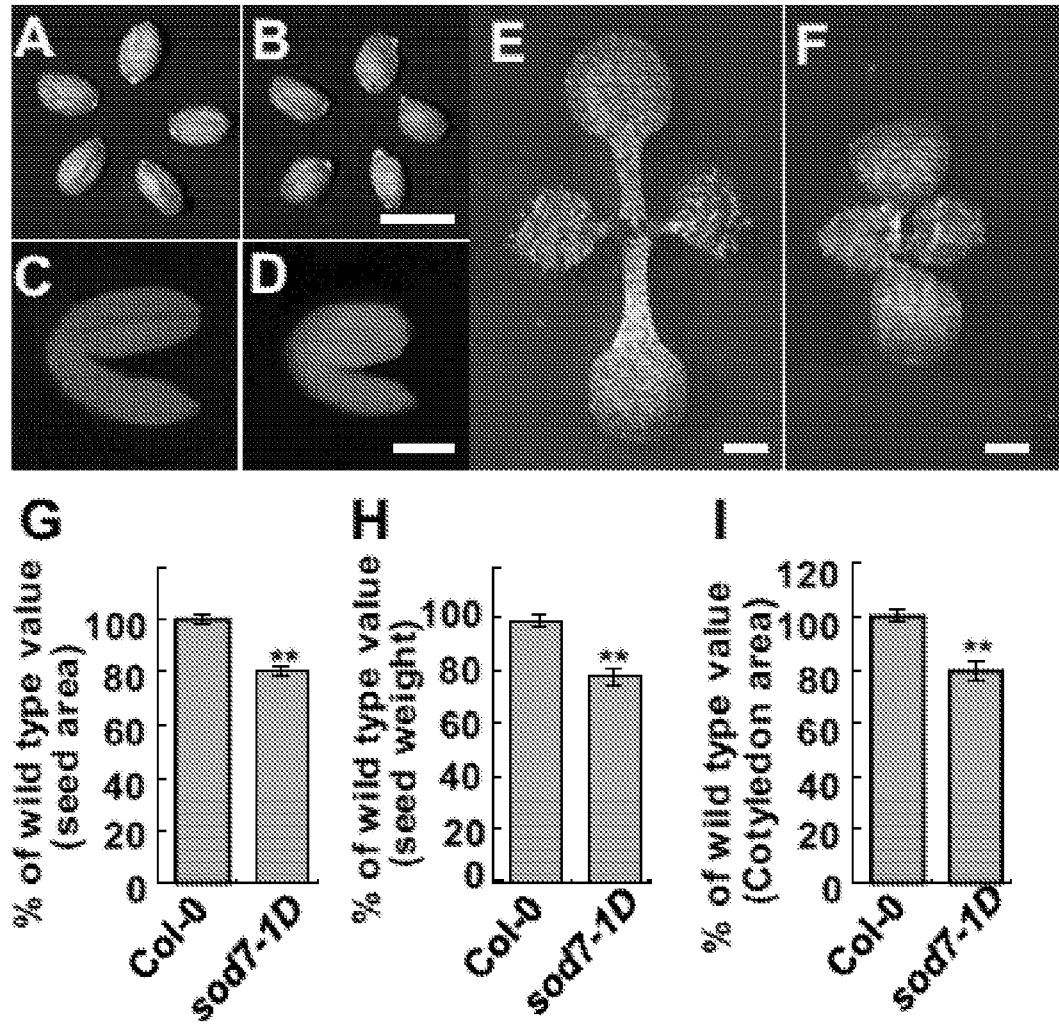 A
B
E
F
C
D
G
H
I
% of wild type value
(seed area)
100
80
60
40
20
0
**
Col-0
sod7-1D
% of wild type value
(seed weight)
100
80
60
40
20
0
**
Col-0
sod7-1D
% of wild type value
(Cotyledon area)
120
100
80
60
40
20
0
**
Col-0
sod7-1D